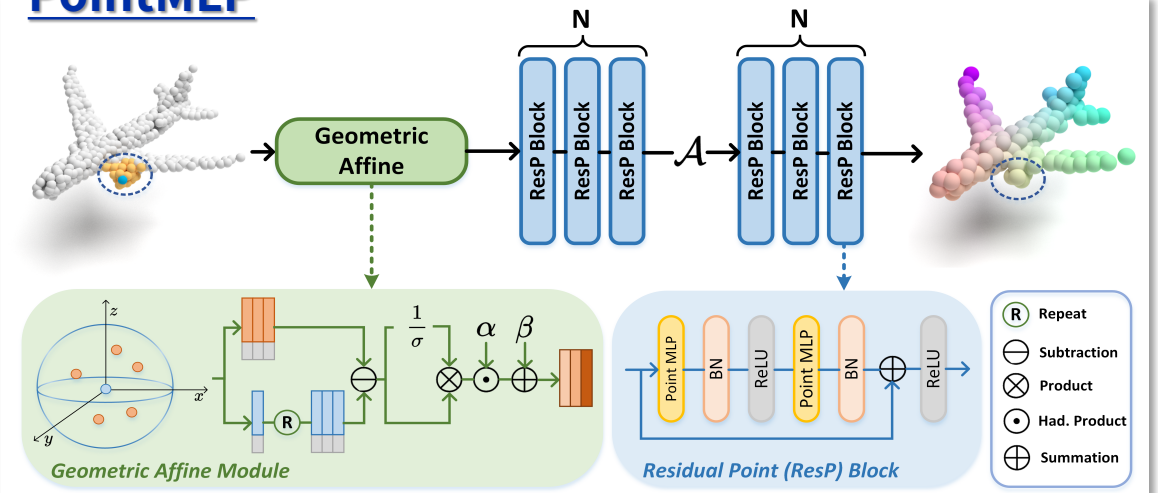 PointMLP
N
N
Geometric
Affine
ResP Block
ResP Block
ResP Block
𝒜
ResP Block
ResP Block
ResP Block
z
x
y
R
1
σ
α
β
Geometric Affine Module
Point MLP
BN
ReLU
Point MLP
BN
ReLU
Residual Point (ResP) Block
R Repeat
Subtraction
Product
Had. Product
Summation